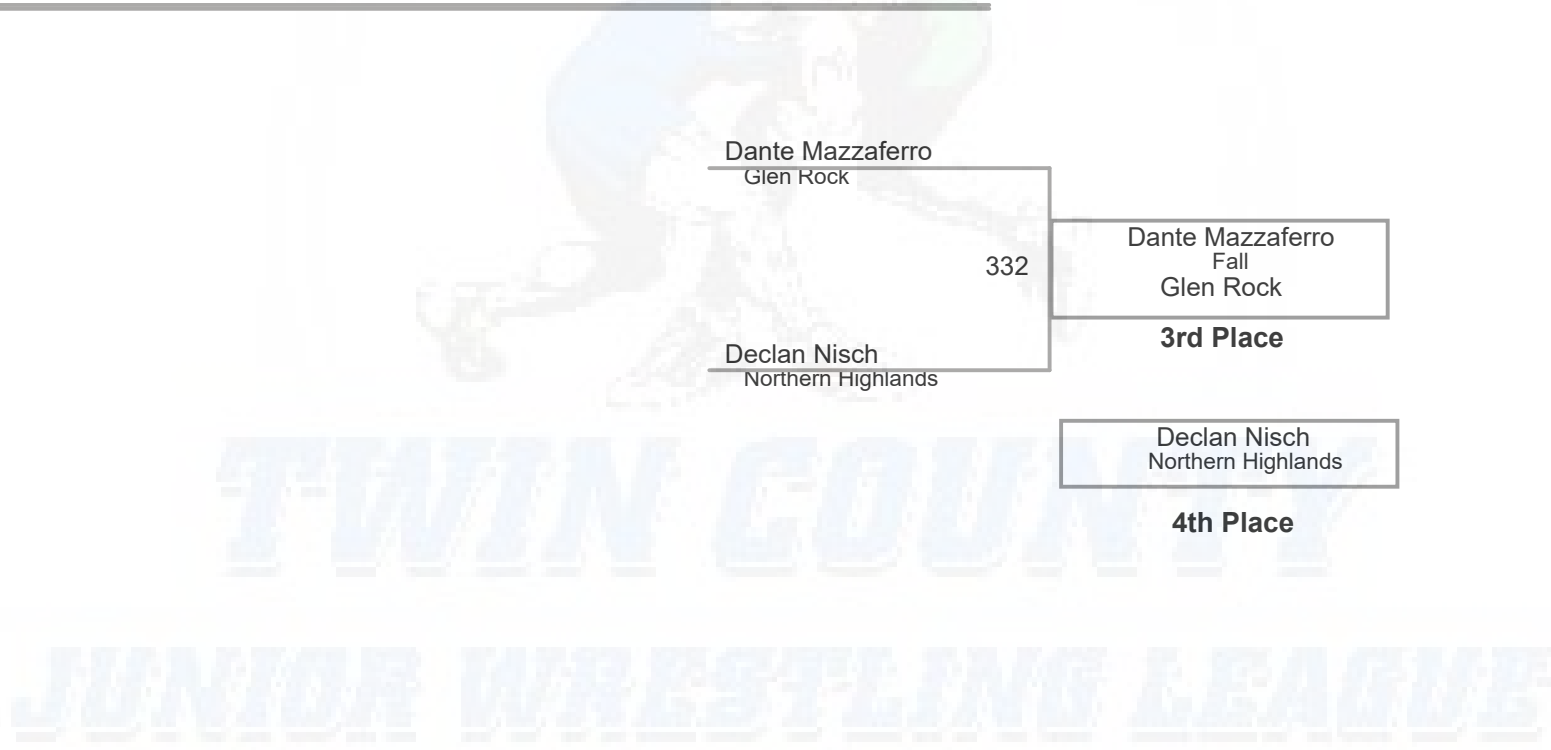 Dante Mazzaferro
Glen Rock
332
Dante Mazzaferro
Fall
Glen Rock
3rd Place
Declan Nisch
Northern Highlands
Declan Nisch
Northern Highlands
4th Place
TWIN COUNTY
JUNIOR WRESTLING LEAGUE